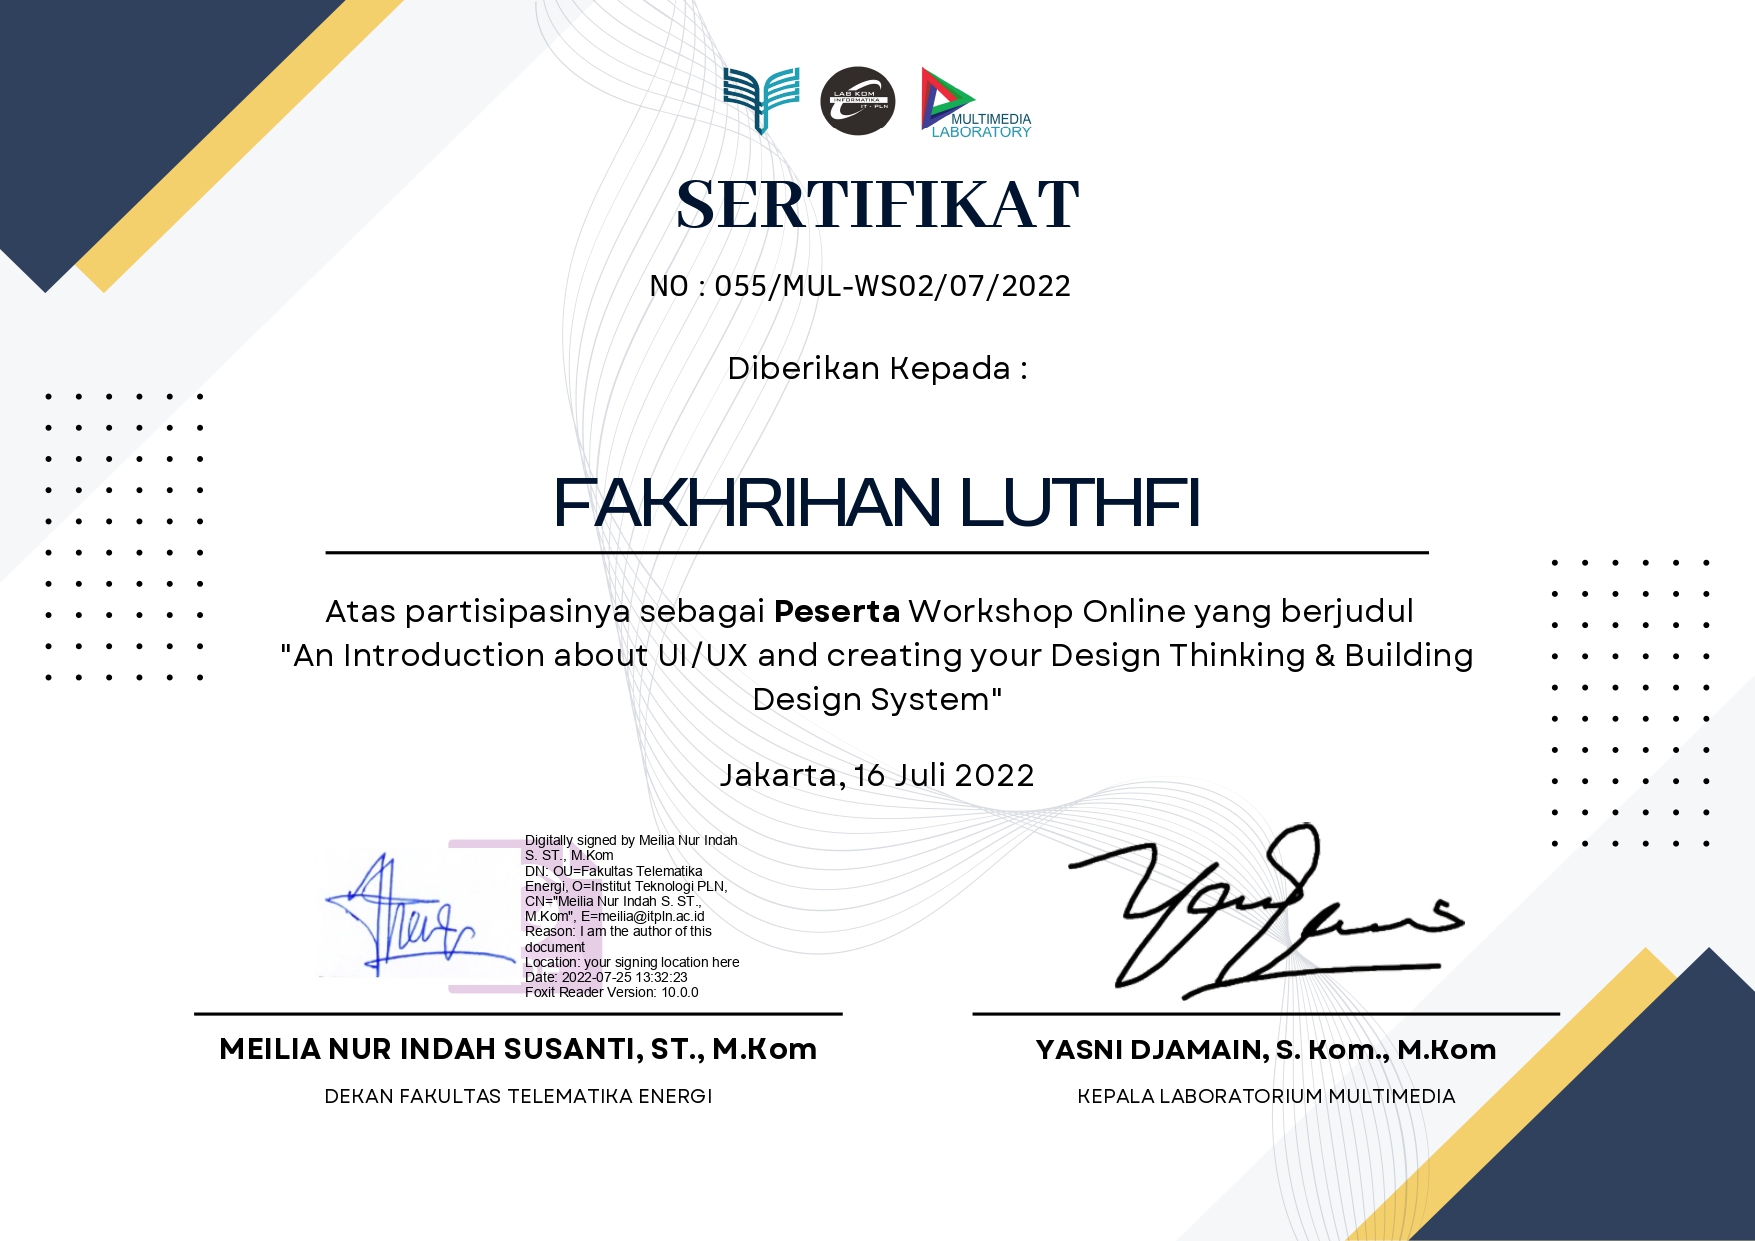 LAB KOM
INFORMATIKA
IT - PLN
MULTIMEDIA
LABORATORY
SERTIFIKAT
NO : 055/MUL-WS02/07/2022
Diberikan Kepada :
FAKHRIHAN LUTHFI
Atas partisipasinya sebagai Peserta Workshop Online yang berjudul
"An Introduction about UI/UX and creating your Design Thinking & Building
Design System"
Jakarta, 16 Juli 2022
Digitally signed by Meilia Nur Indah
S. ST., M.Kom
DN: OU=Fakultas Telematika
Energi, O=Institut Teknologi PLN,
CN="Meilia Nur Indah S. ST.,
M.Kom", E=meilia@itpln.ac.id
Reason: I am the author of this
document
Location: your signing location here
Date: 2022-07-25 13:32:23
Foxit Reader Version: 10.0.0
MEILIA NUR INDAH SUSANTI, ST., M.Kom
DEKAN FAKULTAS TELEMATIKA ENERGI
YASNI DJAMAIN, S. Kom., M.Kom
KEPALA LABORATORIUM MULTIMEDIA